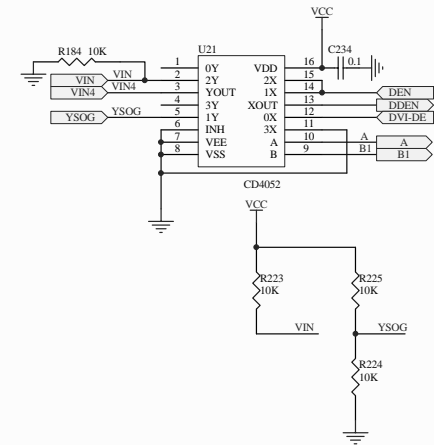 VCC
R184 10K
U21
C234 0.1
1 0Y VDD 16
VIN VIN 2 2Y 2X 15
VIN4 VIN4 3 YOUT 1X 14 DEN
4 3Y XOUT 13 DDEN
YSOG YSOG 5 1Y 0X 12 DVI-DE
6 INH 3X 11
7 VEE A 10 A A
8 VSS B 9 B1 B1
CD4052
VCC
R223
10K
R225
10K
VIN
YSOG
R224
10K